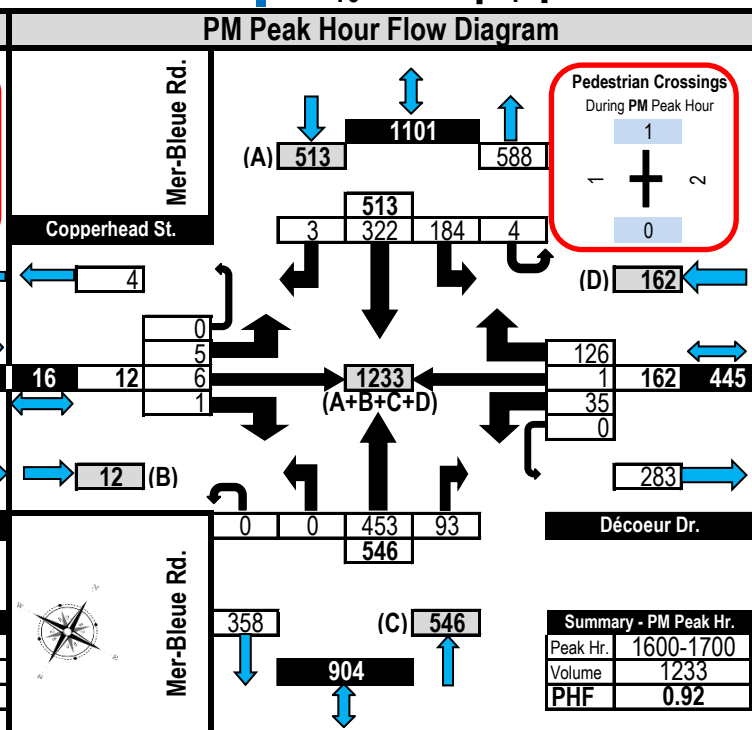 PM Peak Hour Flow Diagram
Mer-Bleue Rd.
Pedestrian Crossings
During PM Peak Hour
1
1
2
0
1101
(A) 513
588
513
3 322 184 4
Copperhead St.
4
(D) 162
0
5
16 12 6
1
1233
(A+B+C+D)
126
1 162 445
35
0
12 (B)
283
0 0 453 93
546
Décoeur Dr.
Mer-Bleue Rd.
358
(C) 546
904
Summary - PM Peak Hr.
Peak Hr. 1600-1700
Volume 1233
PHF 0.92